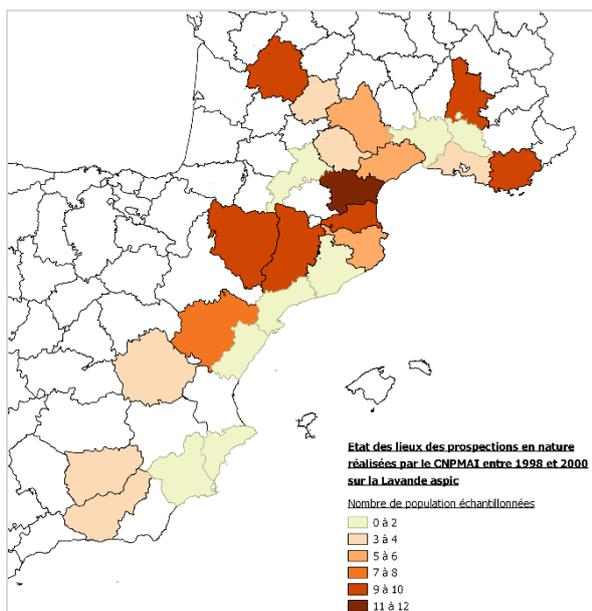 Etat des lieux des prospections en nature
réalisées par le CNPMAI entre 1998 et 2000
sur la Lavande aspic
Nombre de population échantillonnées
0 à 2
3 à 4
5 à 6
7 à 8
9 à 10
11 à 12